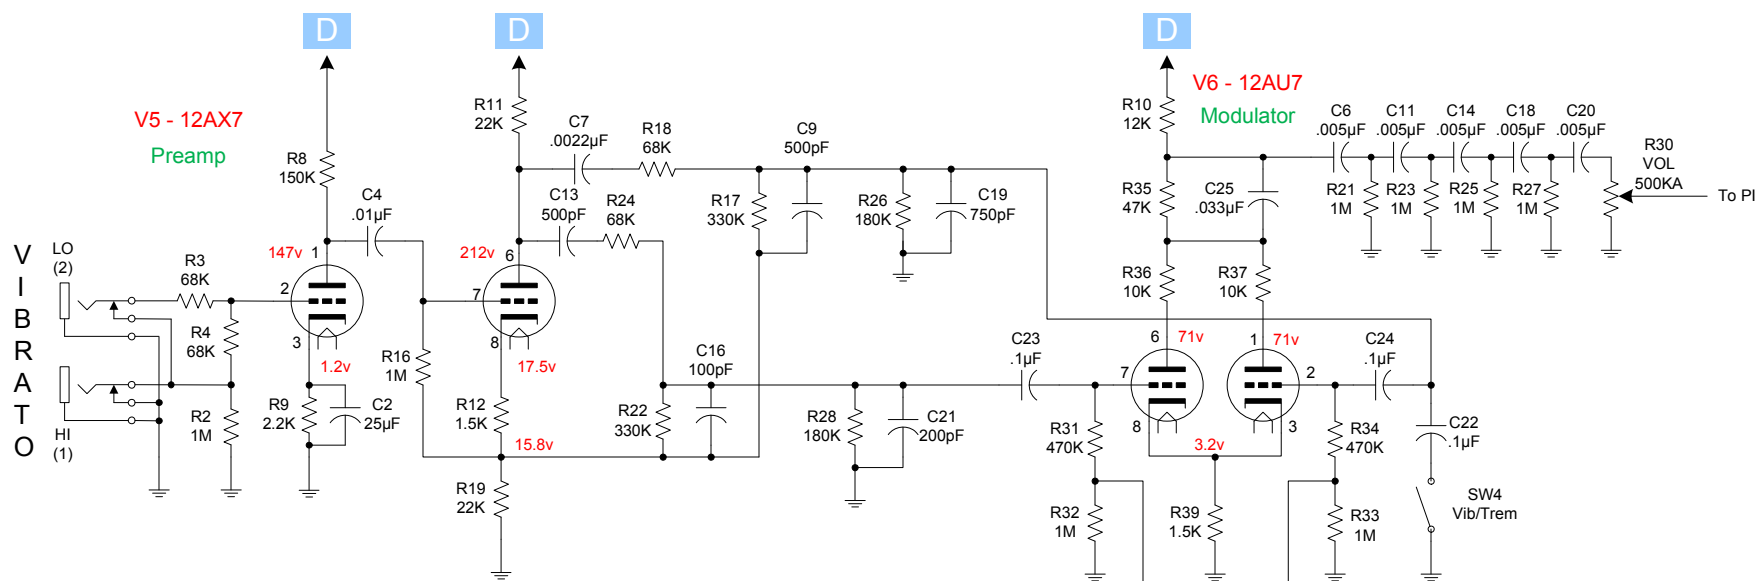 D
D
D
V5 - 12AX7
Preamp
V6 - 12AU7
Modulator
R8
150K
R11
22K
R10
12K
C4
.01µF
C7
.0022µF
R18
68K
C9
500pF
C13
500pF
R24
68K
R17
330K
R26
180K
C19
750pF
R35
47K
C25
.033µF
C6
.005µF
C11
.005µF
C14
.005µF
C18
.005µF
C20
.005µF
R21
1M
R23
1M
R25
1M
R27
1M
R30
VOL
500KA
To PI
VIBRATO
LO
(2)
HI
(1)
R3
68K
R4
68K
R2
1M
147v
1
2
3
1.2v
R9
2.2K
C2
25µF
R16
1M
212v
6
7
8
17.5v
R12
1.5K
15.8v
R19
22K
R22
330K
C16
100pF
R28
180K
C21
200pF
C23
.1µF
R36
10K
R37
10K
6
71v
7
8
1
71v
2
3
3.2v
C24
.1µF
R31
470K
R32
1M
R39
1.5K
R34
470K
R33
1M
C22
.1µF
SW4
Vib/Trem